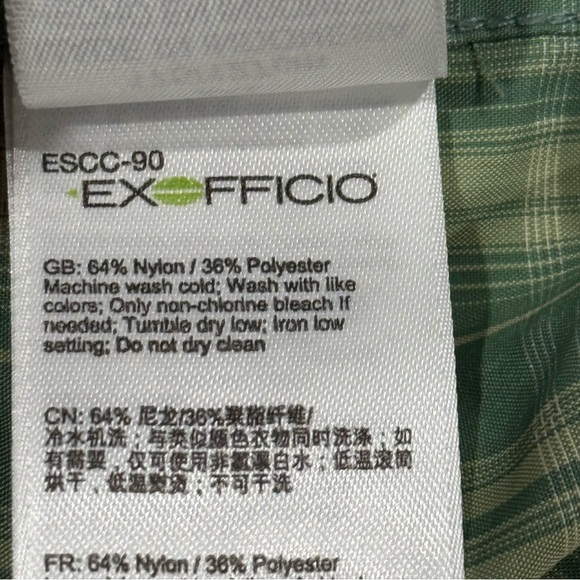 ESCC-90
EXOFFICIO
GB: 64% Nylon / 36% Polyester
Machine wash cold; Wash with like
colors; Only non-chlorine bleach if
needed; Tumble dry low; Iron low
setting; Do not dry clean
CN: 64% 尼龙/36%聚脂纤维/
冷水机洗；与类似颜色衣物同时洗涤；如
有需要，仅可使用非氯漂白水；低温滚筒
烘干，低温熨烫；不可干洗
FR: 64% Nylon / 36% Polyester